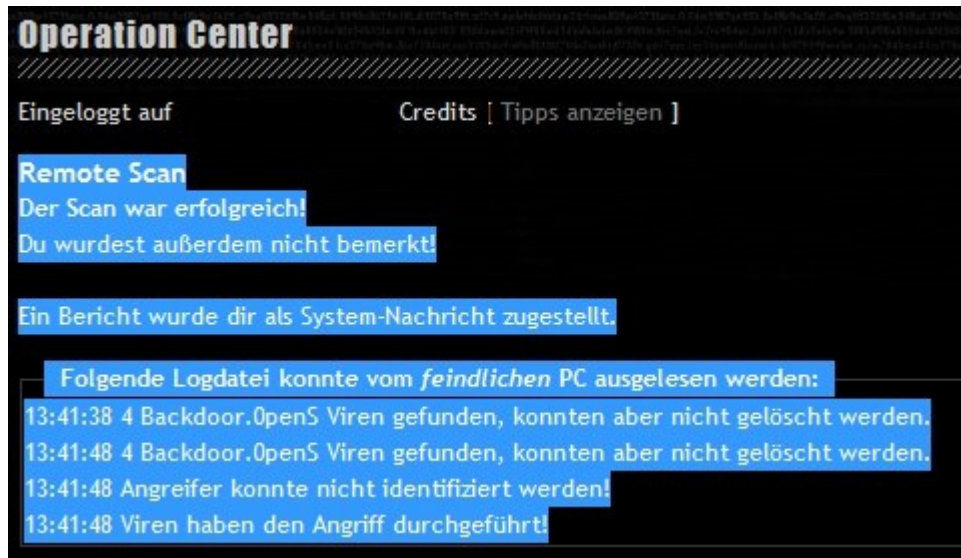 Operation Center
Eingeloggt auf Credits [ Tipps anzeigen ]
Remote Scan
Der Scan war erfolgreich!
Du wurdest außerdem nicht bemerkt!
Ein Bericht wurde dir als System-Nachricht zugestellt.
Folgende Logdatei konnte vom feindlichen PC ausgelesen werden:
13:41:38 4 Backdoor.0penS Viren gefunden, konnten aber nicht gelöscht werden.
13:41:48 4 Backdoor.0penS Viren gefunden, konnten aber nicht gelöscht werden.
13:41:48 Angreifer konnte nicht identifiziert werden!
13:41:48 Viren haben den Angriff durchgeführt!